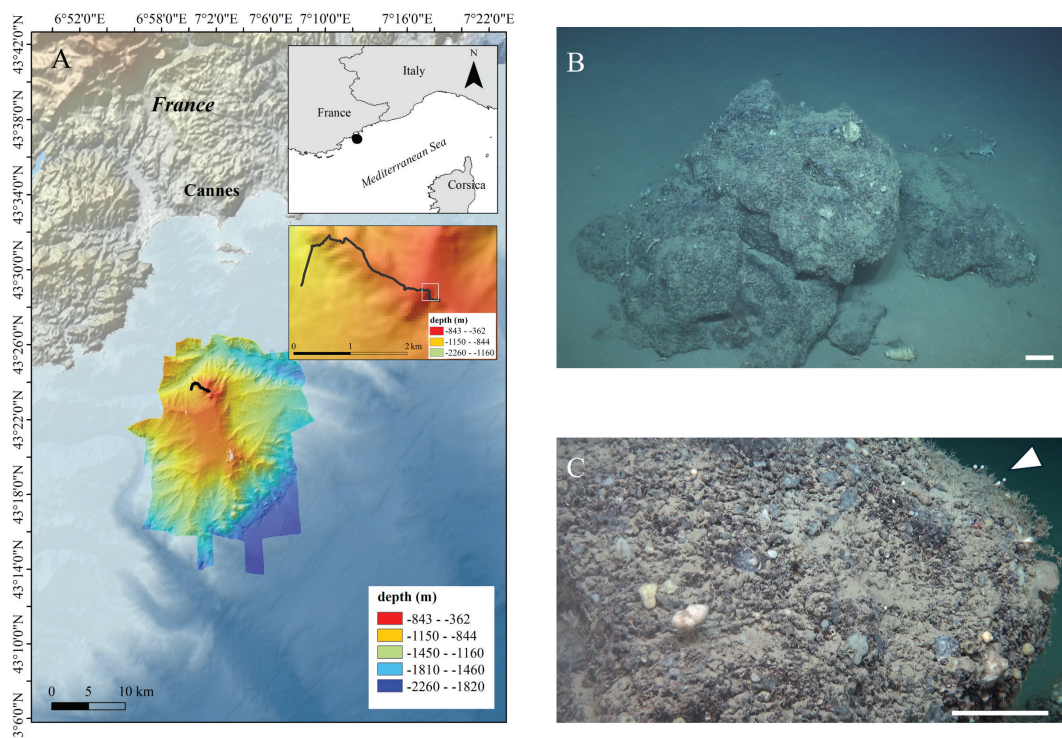 6°52'0"E 6°58'0"E 7°2'0"E 7°6'0"E 7°10'0"E 7°16'0"E 7°22'0"E
A
43°42'0"N
43°38'0"N
43°34'0"N
43°30'0"N
43°26'0"N
43°22'0"N
43°18'0"N
43°14'0"N
43°10'0"N
3°6'0"N
France
Cannes
N
Italy
France
Mediterranean Sea
Corsica
depth (m)
-843 - -362
-1150 - -844
-2260 - -1160
0 1 2 km
depth (m)
-843 - -362
-1150 - -844
-1450 - -1160
-1810 - -1460
-2260 - -1820
0 5 10 km
B
C